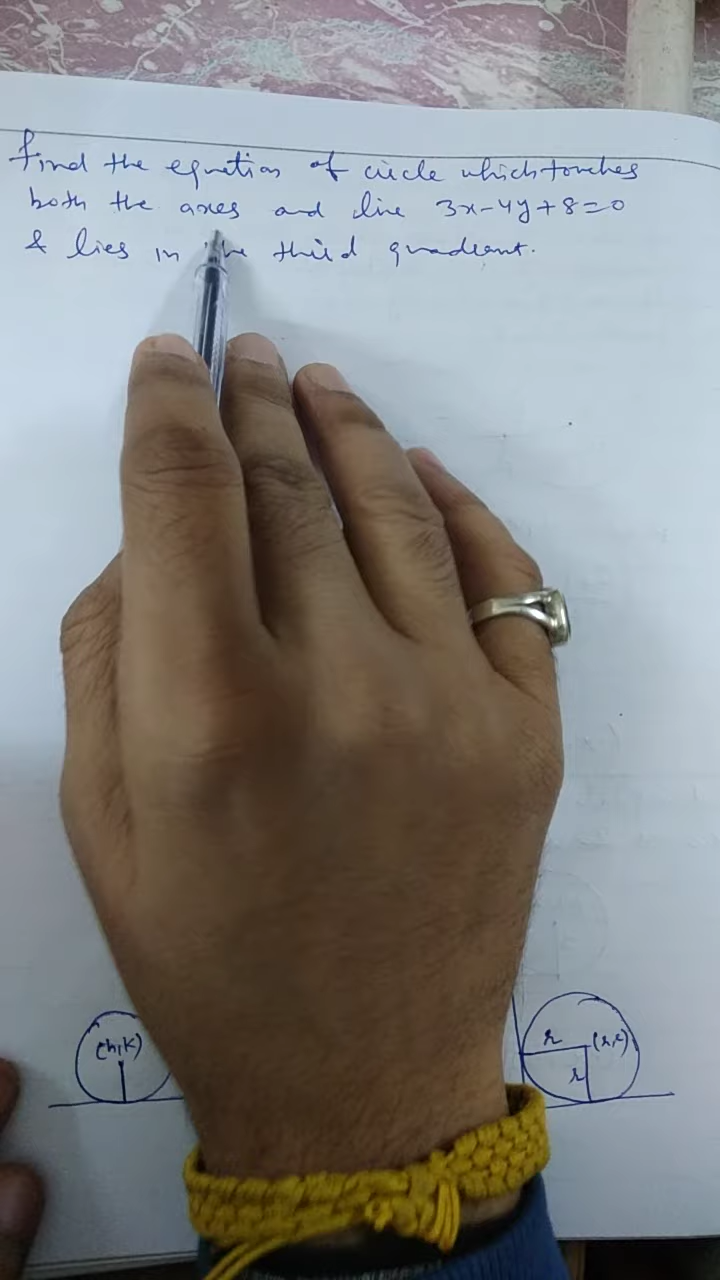 Find the equation of circle which touches
both the axes and line 3x-4y+8=0
& lies in the third quadrant.
(h,k)
r (r,r)
r